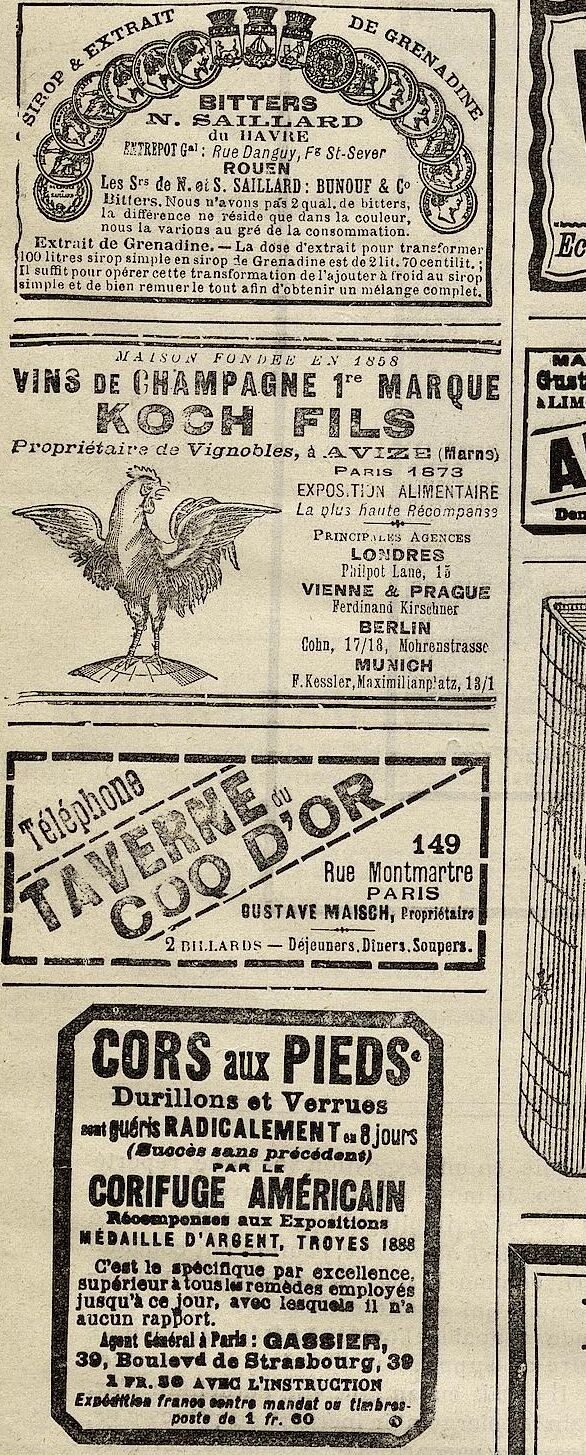 SIROP & EXTRAIT DE GRENADINE
BITTERS
N. SAILLARD
du HAVRE
ENTREPOT Gal : Rue Danguy, Fg St-Sever
ROUEN
Les Srs de N. et S. SAILLARD : BUNOUF & Co
Bitters. Nous n'avons pas 2 qual. de bitters,
la différence ne réside que dans la couleur,
nous la varions au gré de la consommation.
Extrait de Grenadine. — La dose d'extrait pour transformer
100 litres sirop simple en sirop de Grenadine est de 2 lit. 70 centilit. ;
Il suffit pour opérer cette transformation de l'ajouter à froid au sirop
simple et de bien remuer le tout afin d'obtenir un mélange complet.
MAISON FONDÉE EN 1858
VINS DE CHAMPAGNE 1re MARQUE
KOCH FILS
Propriétaire de Vignobles, à AVIZE (Marne)
PARIS 1873
EXPOSITION ALIMENTAIRE
La plus haute Récompense
PRINCIPALES AGENCES
LONDRES
Philpot Lane, 15
VIENNE & PRAGUE
Ferdinand Kirschner
BERLIN
Cohn, 17/18, Mohrenstrasse
MUNICH
F. Kessler, Maximilianplatz, 13/1
Téléphone
TAVERNE du
COQ D'OR
149
Rue Montmartre
PARIS
GUSTAVE MAISCH, Propriétaire
2 BILLARDS — Déjeuners, Dîners, Soupers.
CORS aux PIEDS
Durillons et Verrues
sont guéris RADICALEMENT en 8 jours
(Succès sans précédent)
PAR LE
CORIFUGE AMÉRICAIN
Récompenses aux Expositions
MÉDAILLE D'ARGENT, TROYES 1888
C'est le spécifique par excellence,
supérieur à tous les remèdes employés
jusqu'à ce jour, avec lesquels il n'a
aucun rapport.
Agent Général à Paris : GASSIER,
39, Boulevd de Strasbourg, 39
1 FR. 50 AVEC L'INSTRUCTION
Expédition franco contre mandat ou timbres-
poste de 1 fr. 60
Ec
MA
Gust
à LIM
A
Den